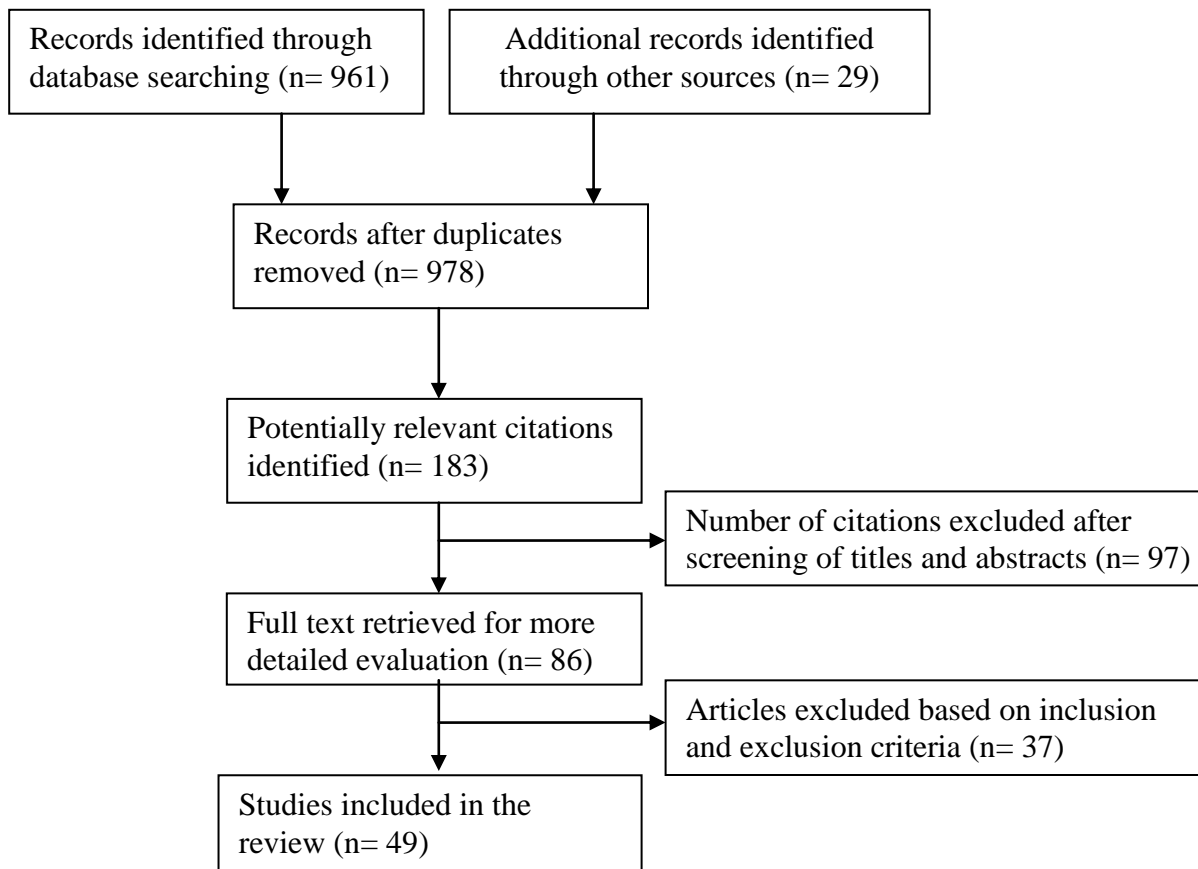 Records identified through
database searching (n= 961)
Additional records identified
through other sources (n= 29)
Records after duplicates
removed (n= 978)
Potentially relevant citations
identified (n= 183)
Number of citations excluded after
screening of titles and abstracts (n= 97)
Full text retrieved for more
detailed evaluation (n= 86)
Articles excluded based on inclusion
and exclusion criteria (n= 37)
Studies included in the
review (n= 49)